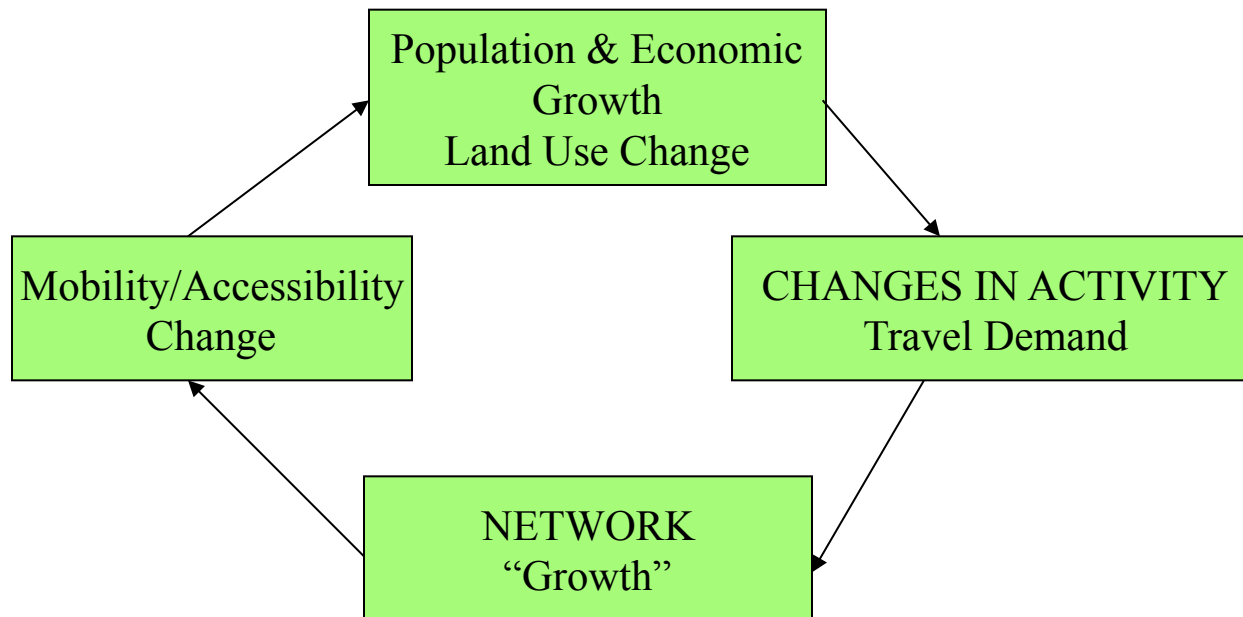 Population & Economic
Growth
Land Use Change
Mobility/Accessibility
Change
CHANGES IN ACTIVITY
Travel Demand
NETWORK
“Growth”